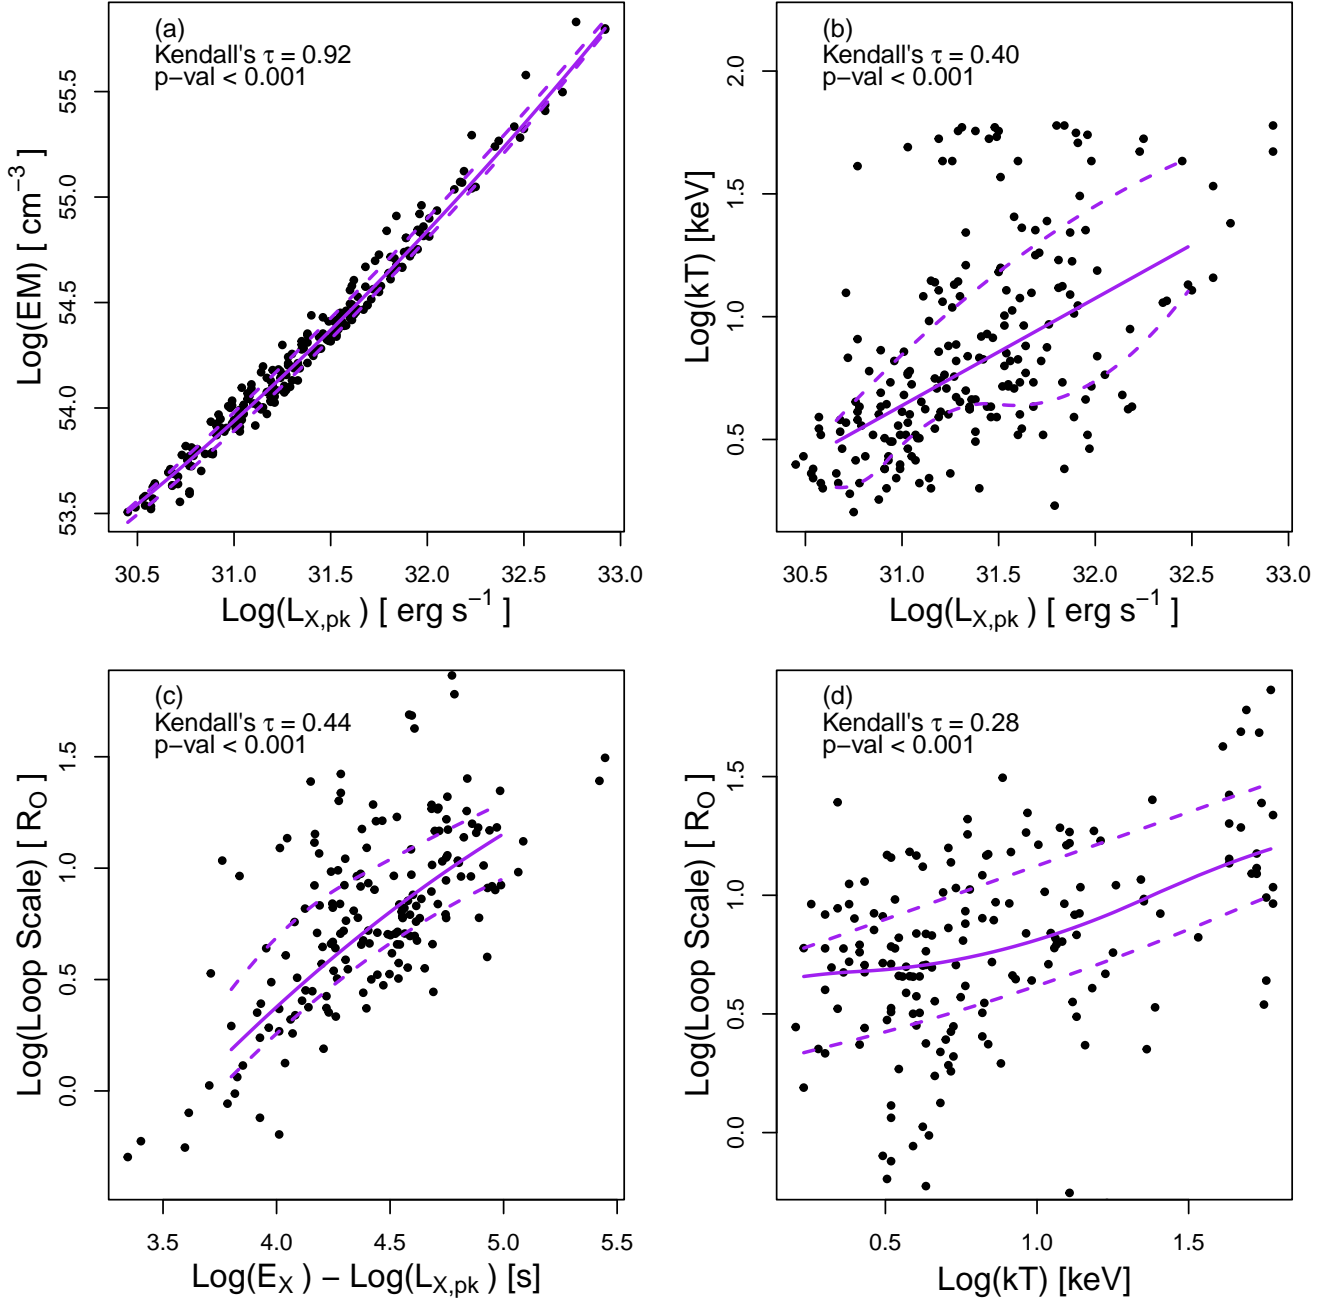 (a)
Kendall's τ = 0.92
p−val < 0.001
Log(EM) [ cm−3 ]
53.5 54.0 54.5 55.0 55.5
30.5 31.0 31.5 32.0 32.5 33.0
Log(LX,pk ) [ erg s−1 ]
(b)
Kendall's τ = 0.40
p−val < 0.001
Log(kT) [keV]
0.5 1.0 1.5 2.0
30.5 31.0 31.5 32.0 32.5 33.0
Log(LX,pk ) [ erg s−1 ]
(c)
Kendall's τ = 0.44
p−val < 0.001
Log(Loop Scale) [ RO ]
0.0 0.5 1.0 1.5
3.5 4.0 4.5 5.0 5.5
Log(EX ) − Log(LX,pk ) [s]
(d)
Kendall's τ = 0.28
p−val < 0.001
Log(Loop Scale) [ RO ]
0.0 0.5 1.0 1.5
0.5 1.0 1.5
Log(kT) [keV]